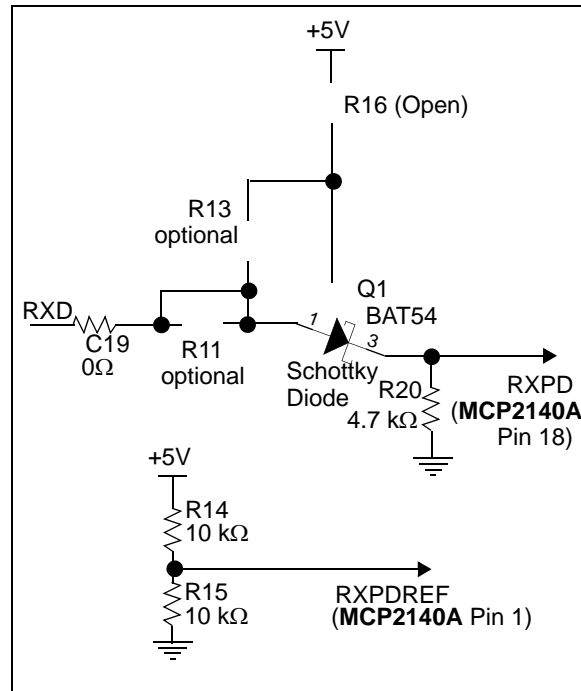 +5V
R16 (Open)
R13
optional
Q1
BAT54
RXD
1
3
C19
0Ω
R11
optional
Schottky
Diode
R20
4.7 kΩ
RXPD
(MCP2140A
Pin 18)
+5V
R14
10 kΩ
R15
10 kΩ
RXPDREF
(MCP2140A Pin 1)